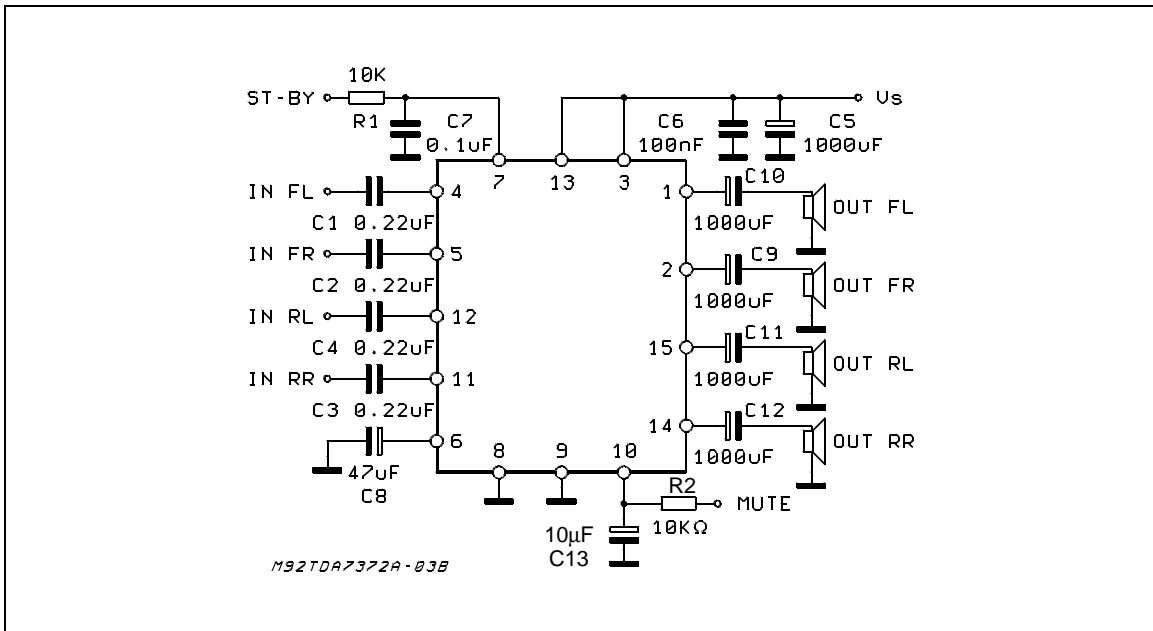 10K
ST-BY
Vs
R1
C7
C6
C5
0.1uF
100nF
1000uF
7
13
3
C10
IN FL
4
1
OUT FL
C1 0.22uF
1000uF
C9
IN FR
5
2
OUT FR
C2 0.22uF
1000uF
C11
IN RL
12
15
OUT RL
C4 0.22uF
1000uF
C12
IN RR
11
14
OUT RR
C3 0.22uF
1000uF
6
8
9
10
47uF
C8
R2
MUTE
10KΩ
10μF
C13
M92TDA7372A-03B